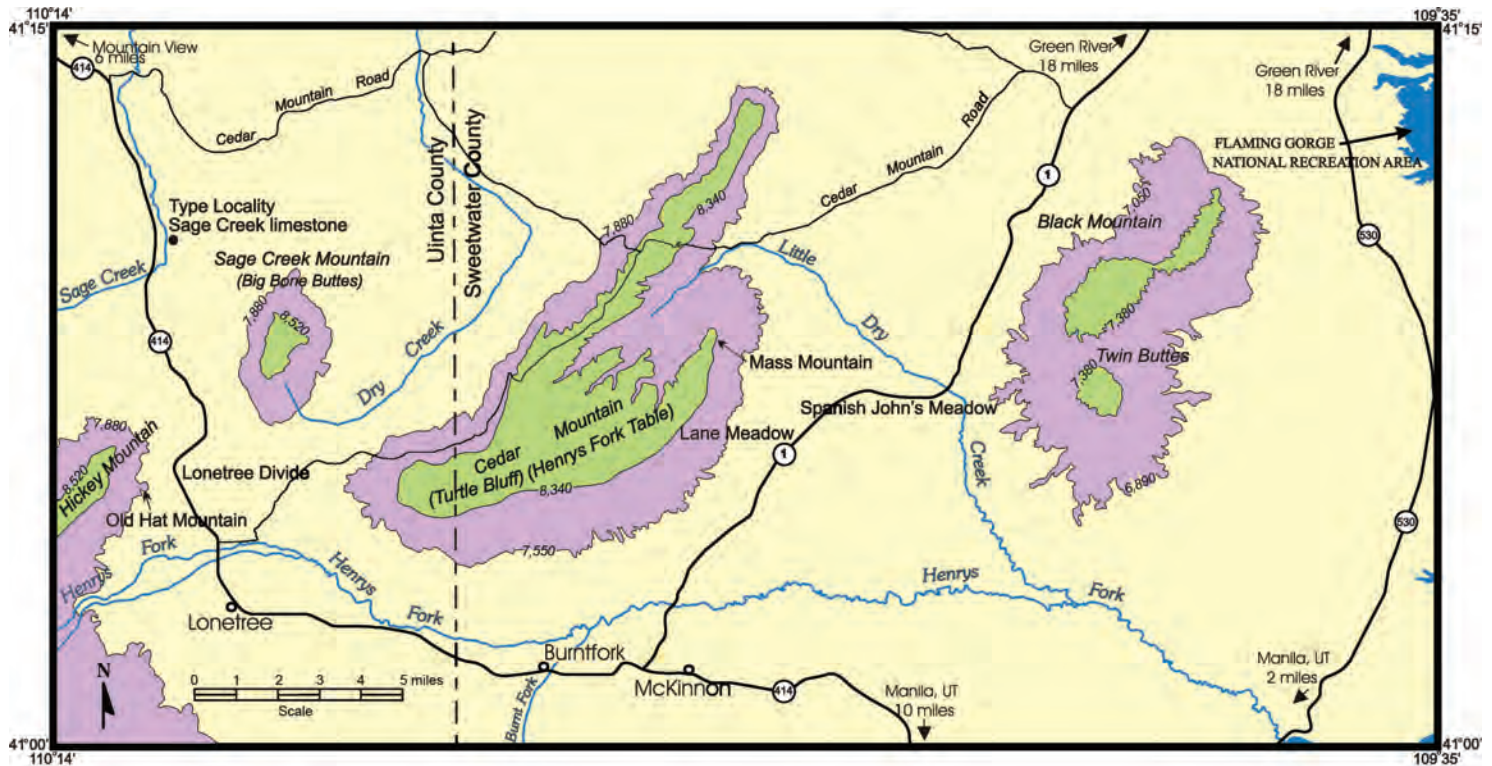 110°14'
109°35'
41°15'
41°15'
Mountain View
6 miles
414
Green River
18 miles
Green River
18 miles
Cedar Mountain Road
Cedar Mountain Road
FLAMING GORGE
NATIONAL RECREATION AREA
Uinta County
Sweetwater County
1
Type Locality
Sage Creek limestone
Sage Creek
Sage Creek Mountain
(Big Bone Buttes)
7,880
8,520
7,880
8,340
Little Dry Creek
Black Mountain
7,050
7,380
530
414
Dry Creek
Mass Mountain
Twin Buttes
7,380
Spanish John's Meadow
Lane Meadow
1
7,880
8,520
Hickey Mountain
Lonetree Divide
Old Hat Mountain
Cedar Mountain
(Turtle Bluff) (Henrys Fork Table)
8,340
7,550
6,890
530
Henrys Fork
Henrys Fork
Henrys Fork
Lonetree
Burntfork
Burnt Fork
McKinnon
414
Manila, UT
10 miles
Manila, UT
2 miles
N
0 1 2 3 4 5 miles
Scale
41°00'
41°00'
110°14'
109°35'